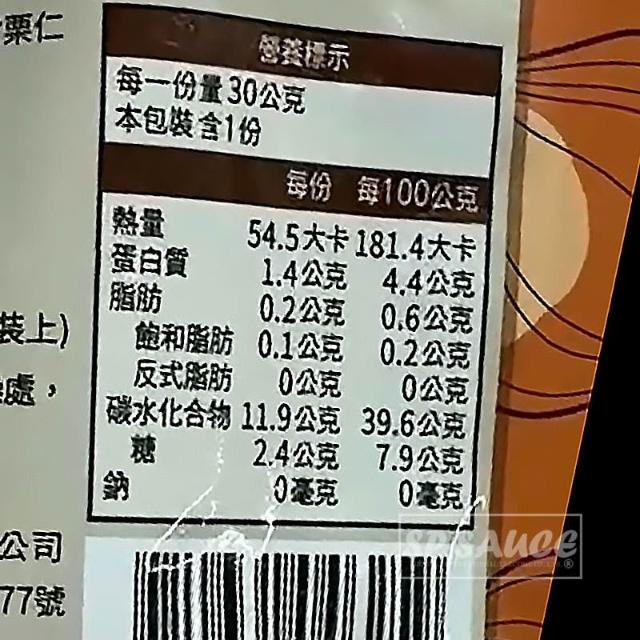 栗仁
營養標示
每一份量30公克
本包裝含1份
每份 每100公克
熱量 54.5大卡 181.4大卡
蛋白質 1.4公克 4.4公克
脂肪 0.2公克 0.6公克
飽和脂肪 0.1公克 0.2公克
反式脂肪 0公克 0公克
碳水化合物 11.9公克 39.6公克
糖 2.4公克 7.9公克
鈉 0毫克 0毫克
裝上)
處，
公司
77號
SPSAUCE